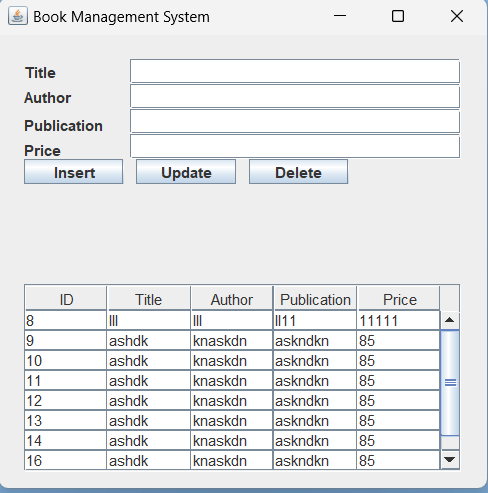 Book Management System
Title
Author
Publication
Price
Insert Update Delete
ID Title Author Publication Price
8 lll lll ll11 11111
9 ashdk knaskdn askndkn 85
10 ashdk knaskdn askndkn 85
11 ashdk knaskdn askndkn 85
12 ashdk knaskdn askndkn 85
13 ashdk knaskdn askndkn 85
14 ashdk knaskdn askndkn 85
16 ashdk knaskdn askndkn 85